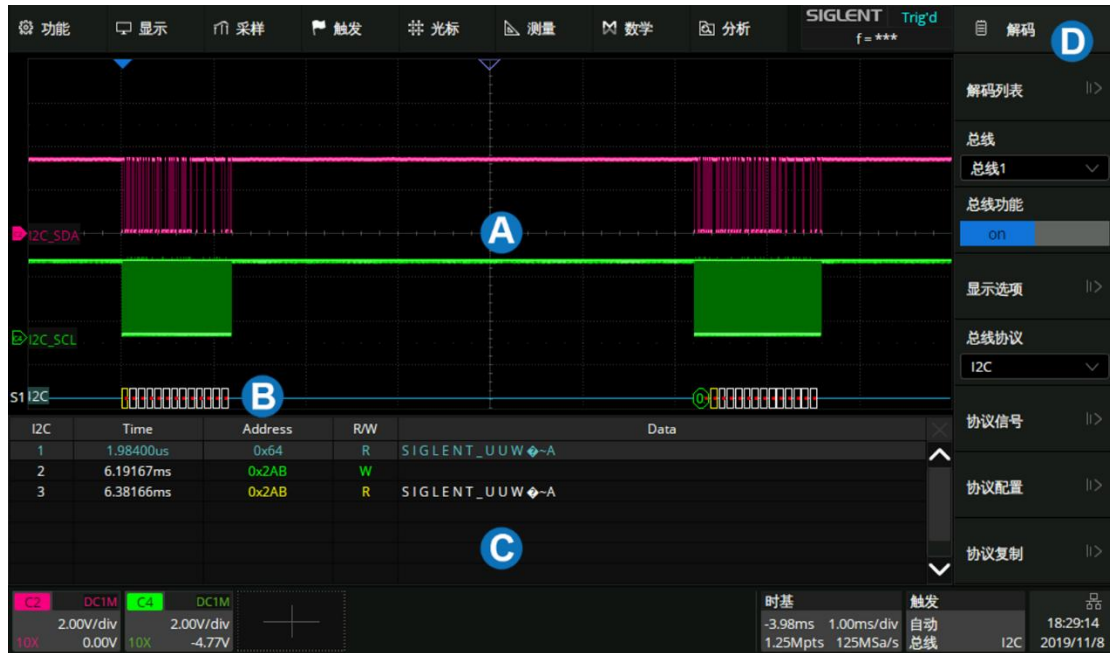 功能 显示 采样 触发 光标 测量 数学 分析 SIGLENT Trig'd 解码 D
f = ***
解码列表
总线
总线1
总线功能
on
A
I2C_SDA
显示选项
C4 I2C_SCL
总线协议
I2C
S1 I2C B 0
I2C Time Address R/W Data
协议信号
1 1.98400us 0x64 R SIGLENT_UUW�~A
2 6.19167ms 0x2AB W
3 6.38166ms 0x2AB R SIGLENT_UUW�~A
协议配置
C
协议复制
C2 DC1M C4 DC1M 时基 触发
2.00V/div 2.00V/div -3.98ms 1.00ms/div 自动 18:29:14
10X 0.00V 10X -4.77V 1.25Mpts 125MSa/s 总线 I2C 2019/11/8